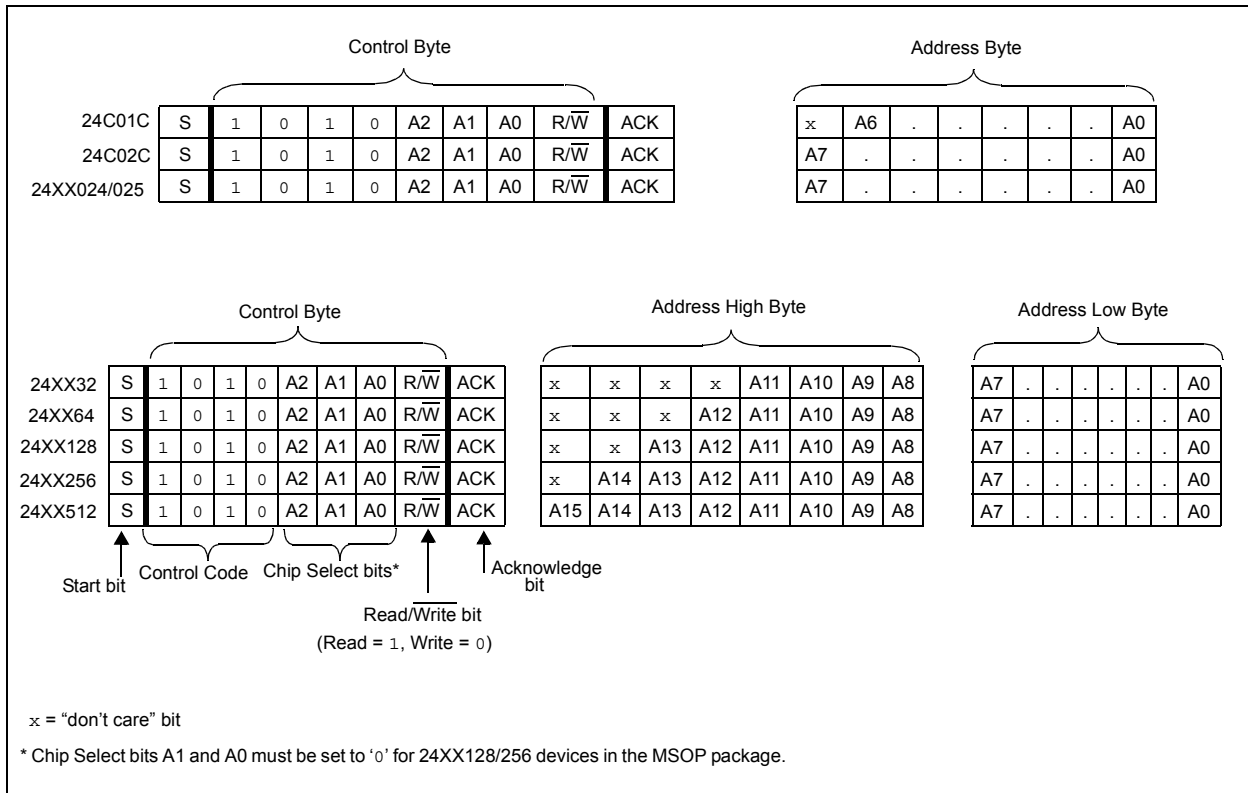 Control Byte Address Byte
24C01C S 1 0 1 0 A2 A1 A0 R/W̅ ACK x A6 . . . . . A0
24C02C S 1 0 1 0 A2 A1 A0 R/W̅ ACK A7 . . . . . . A0
24XX024/025 S 1 0 1 0 A2 A1 A0 R/W̅ ACK A7 . . . . . . A0
Control Byte Address High Byte Address Low Byte
24XX32 S 1 0 1 0 A2 A1 A0 R/W̅ ACK x x x x A11 A10 A9 A8 A7 . . . . . . A0
24XX64 S 1 0 1 0 A2 A1 A0 R/W̅ ACK x x x A12 A11 A10 A9 A8 A7 . . . . . . A0
24XX128 S 1 0 1 0 A2 A1 A0 R/W̅ ACK x x A13 A12 A11 A10 A9 A8 A7 . . . . . . A0
24XX256 S 1 0 1 0 A2 A1 A0 R/W̅ ACK x A14 A13 A12 A11 A10 A9 A8 A7 . . . . . . A0
24XX512 S 1 0 1 0 A2 A1 A0 R/W̅ ACK A15 A14 A13 A12 A11 A10 A9 A8 A7 . . . . . . A0
Start bit Control Code Chip Select bits* Acknowledge
bit
Read/W̅r̅i̅t̅e̅ bit
(Read = 1, Write = 0)
x = “don’t care” bit
* Chip Select bits A1 and A0 must be set to ‘0’ for 24XX128/256 devices in the MSOP package.